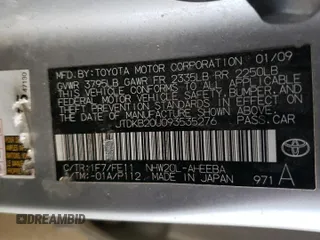 MFD. BY: TOYOTA MOTOR CORPORATION 01/09
GVWR 3795LB GAWR FR 2335LB RR 2250LB
THIS VEHICLE CONFORMS TO ALL APPLICABLE
FEDERAL MOTOR VEHICLE SAFETY, BUMPER, AND
THEFT PREVENTION STANDARDS IN EFFECT ON THE
DATE OF MANUFACTURE SHOWN ABOVE.
JTDKB20U093535276 PASS.CAR
C/TR:1F7/FE11 NHW20L-AHEEBA
A/TM:-01A/P112 MADE IN JAPAN
TOYOTA
971 A
DREAMBID